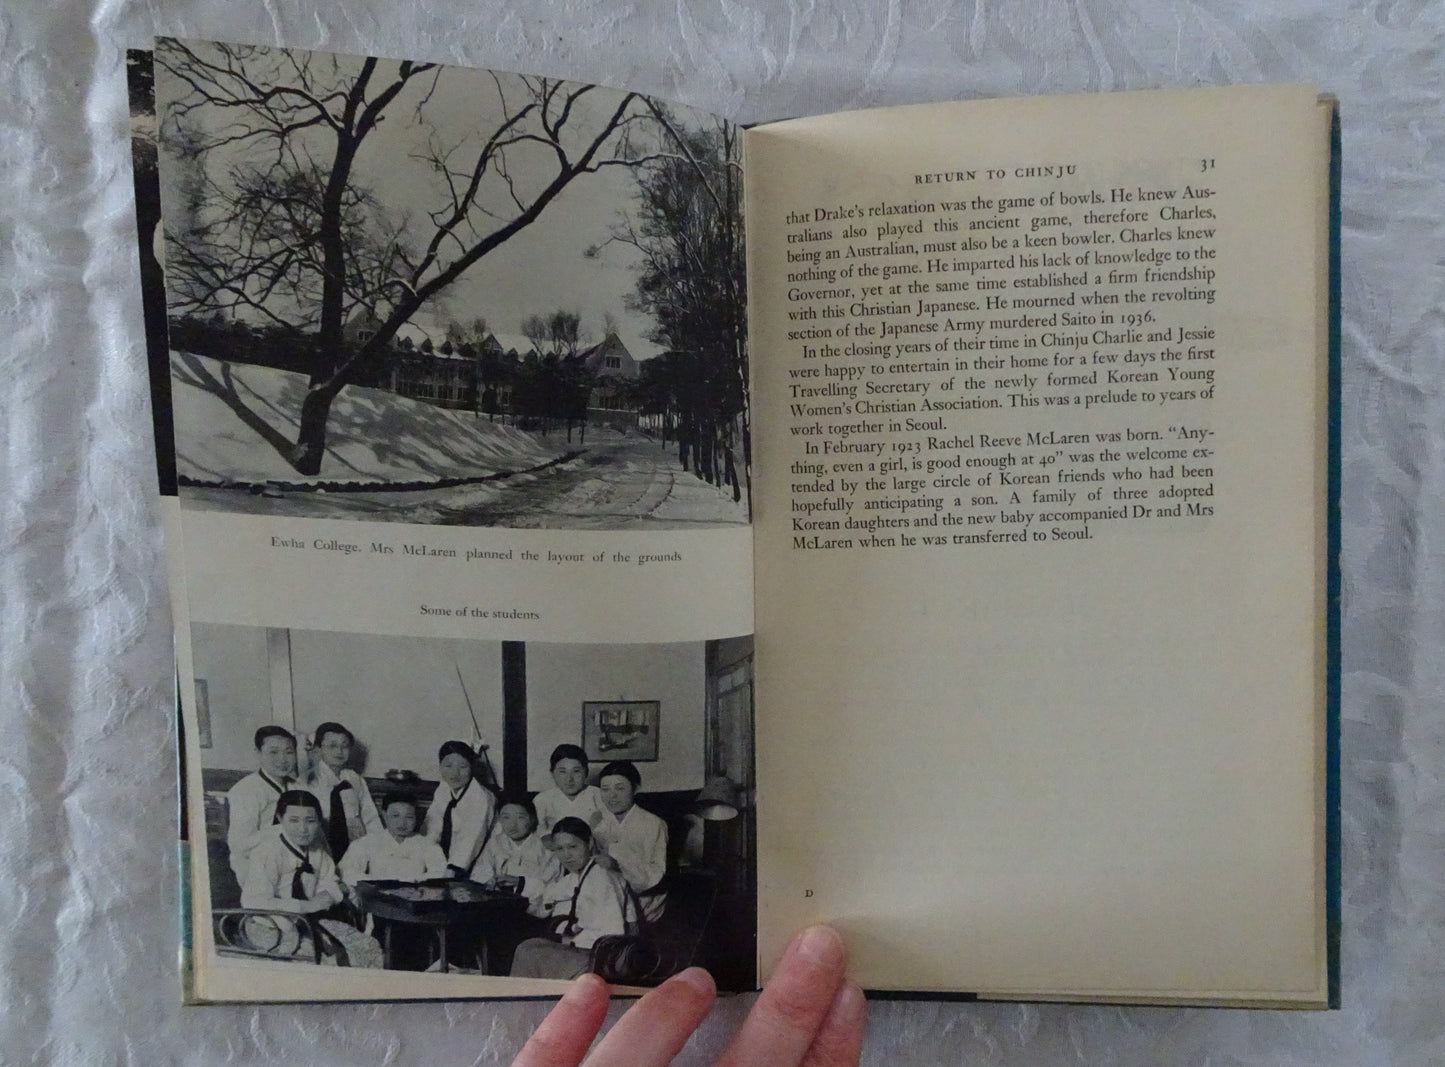 Ewha College. Mrs McLaren planned the layout of the grounds
Some of the students
RETURN TO CHINJU 31
that Drake's relaxation was the game of bowls. He knew Aus-
tralians also played this ancient game, therefore Charles,
being an Australian, must also be a keen bowler. Charles knew
nothing of the game. He imparted his lack of knowledge to the
Governor, yet at the same time established a firm friendship
with this Christian Japanese. He mourned when the revolting
section of the Japanese Army murdered Saito in 1936.
In the closing years of their time in Chinju Charlie and Jessie
were happy to entertain in their home for a few days the first
Travelling Secretary of the newly formed Korean Young
Women's Christian Association. This was a prelude to years of
work together in Seoul.
In February 1923 Rachel Reeve McLaren was born. "Any-
thing, even a girl, is good enough at 40" was the welcome ex-
tended by the large circle of Korean friends who had been
hopefully anticipating a son. A family of three adopted
Korean daughters and the new baby accompanied Dr and Mrs
McLaren when he was transferred to Seoul.
D